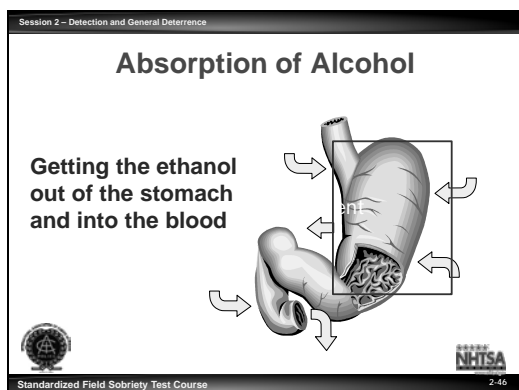 Session 2 – Detection and General Deterrence
Absorption of Alcohol
Getting the ethanol
out of the stomach
and into the blood
NHTSA
Standardized Field Sobriety Test Course
2-46